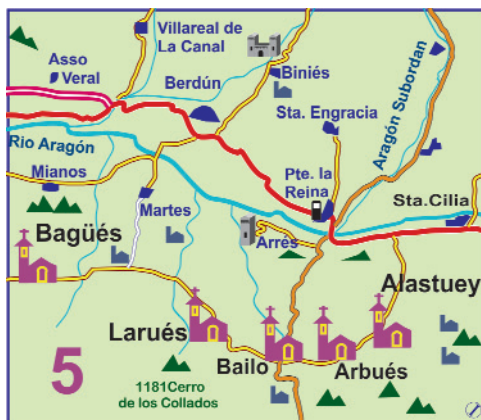 Villareal de
La Canal
Asso
Veral
Berdún
Biniés
Sta. Engracia
Aragón Subordan
Rio Aragón
Mianos
Pte. la
Reina
Sta.Cilia
Martes
Arrés
Bagüés
Alastuey
Larués
Bailo
Arbués
5
1181Cerro
de los Collados